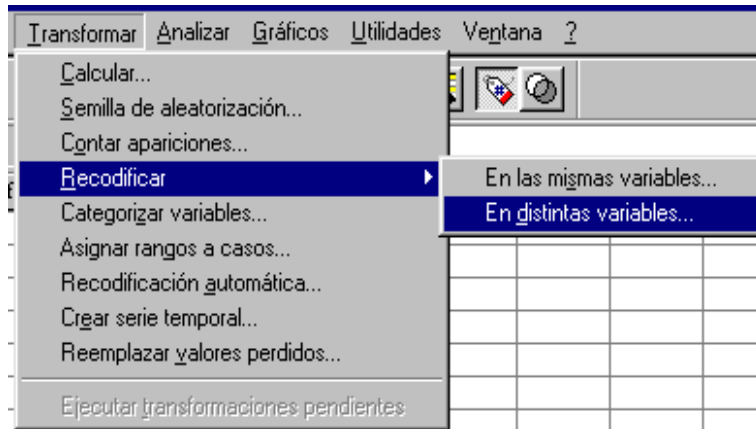 Transformar Analizar Gráficos Utilidades Ventana ?
Calcular...
Semilla de aleatorización...
Contar apariciones...
Recodificar
En las mismas variables...
En distintas variables...
Categorizar variables...
Asignar rangos a casos...
Recodificación automática...
Crear serie temporal...
Reemplazar valores perdidos...
Ejecutar transformaciones pendientes